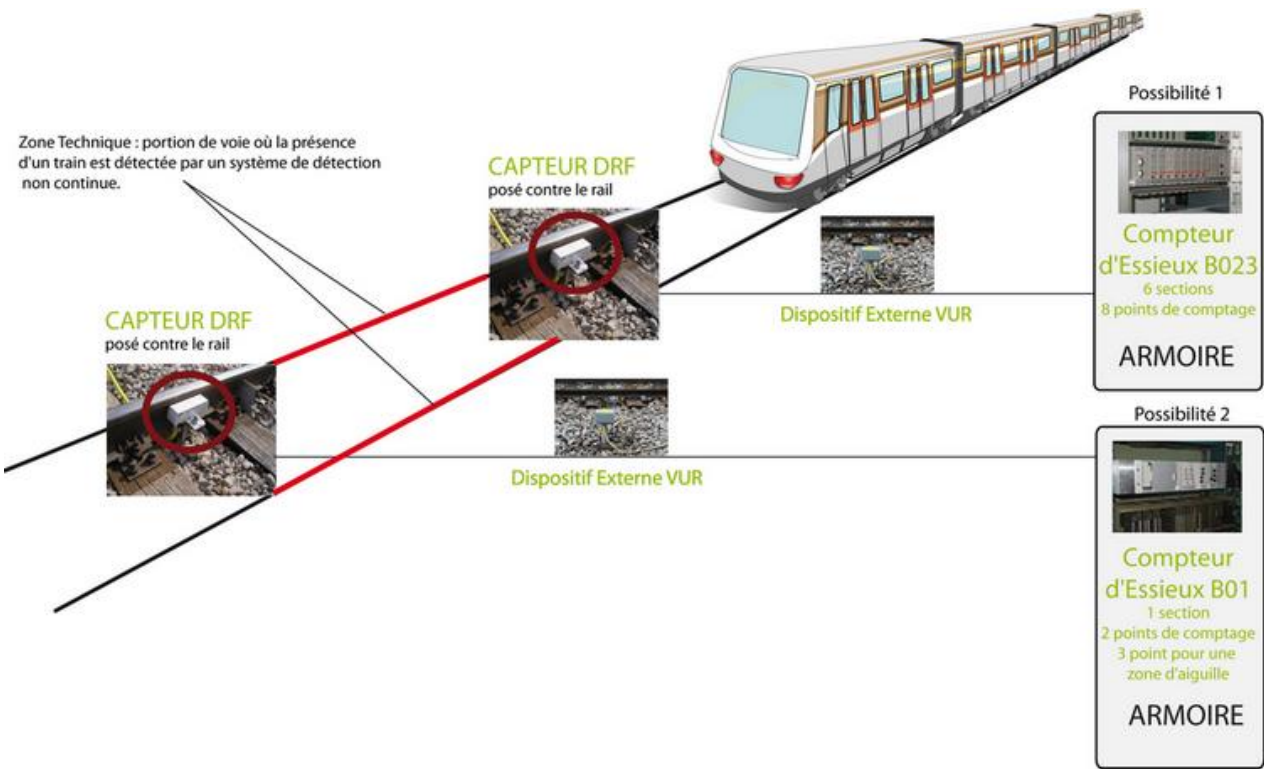 Possibilité 1
Zone Technique : portion de voie où la présence
d'un train est détectée par un système de détection
non continue.
CAPTEUR DRF
posé contre le rail
Compteur
d'Essieux B023
6 sections
8 points de comptage
ARMOIRE
Dispositif Externe VUR
CAPTEUR DRF
posé contre le rail
Possibilité 2
Dispositif Externe VUR
Compteur
d'Essieux B01
1 section
2 points de comptage
3 point pour une
zone d'aiguille
ARMOIRE